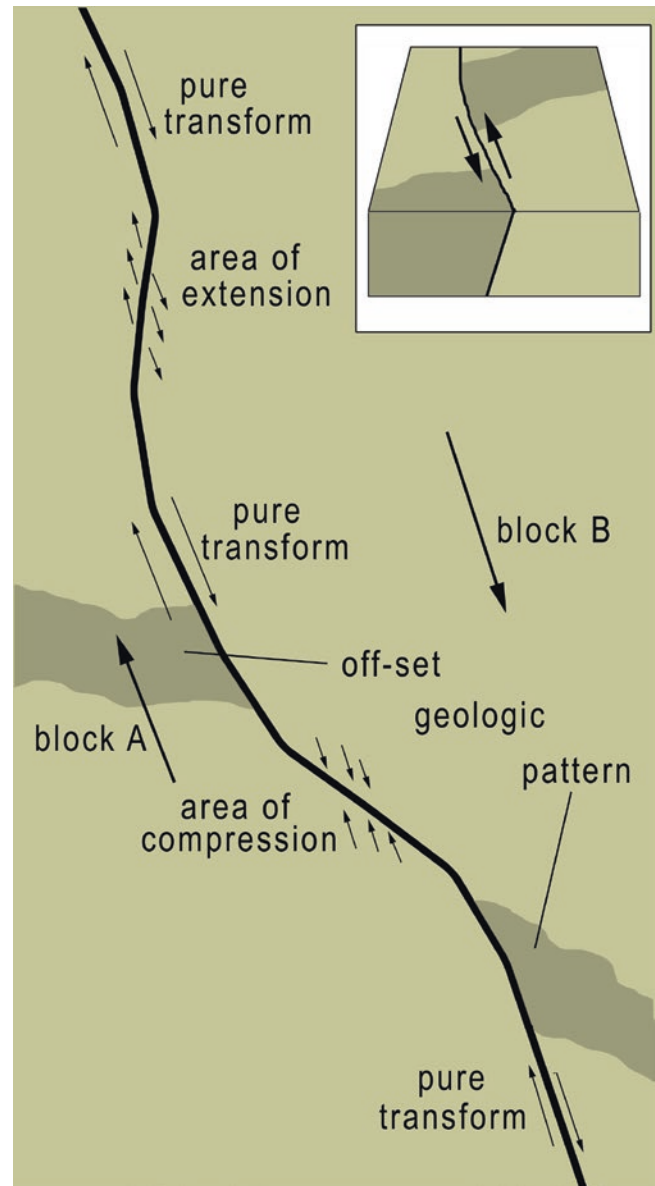 pure
transform
area of
extension
pure
transform
block B
off-set
geologic
block A
pattern
area of
compression
pure
transform